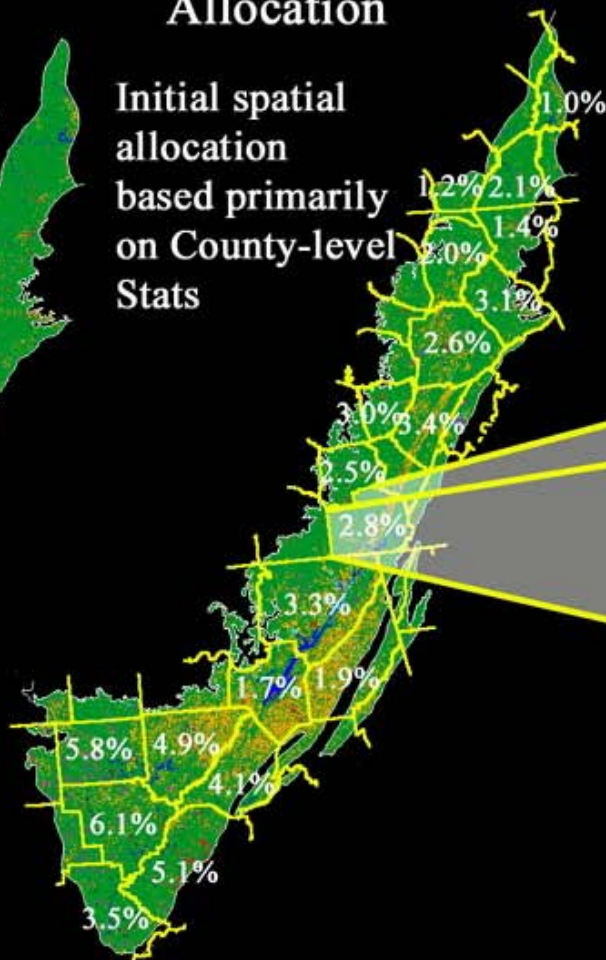 Allocation
Initial spatial
allocation
based primarily
on County-level
Stats
1.0%
1.2% 2.1%
1.4%
2.0%
3.1%
2.6%
3.0% 3.4%
2.5%
2.8%
3.3%
1.7% 1.9%
5.8% 4.9%
4.1%
6.1%
5.1%
3.5%